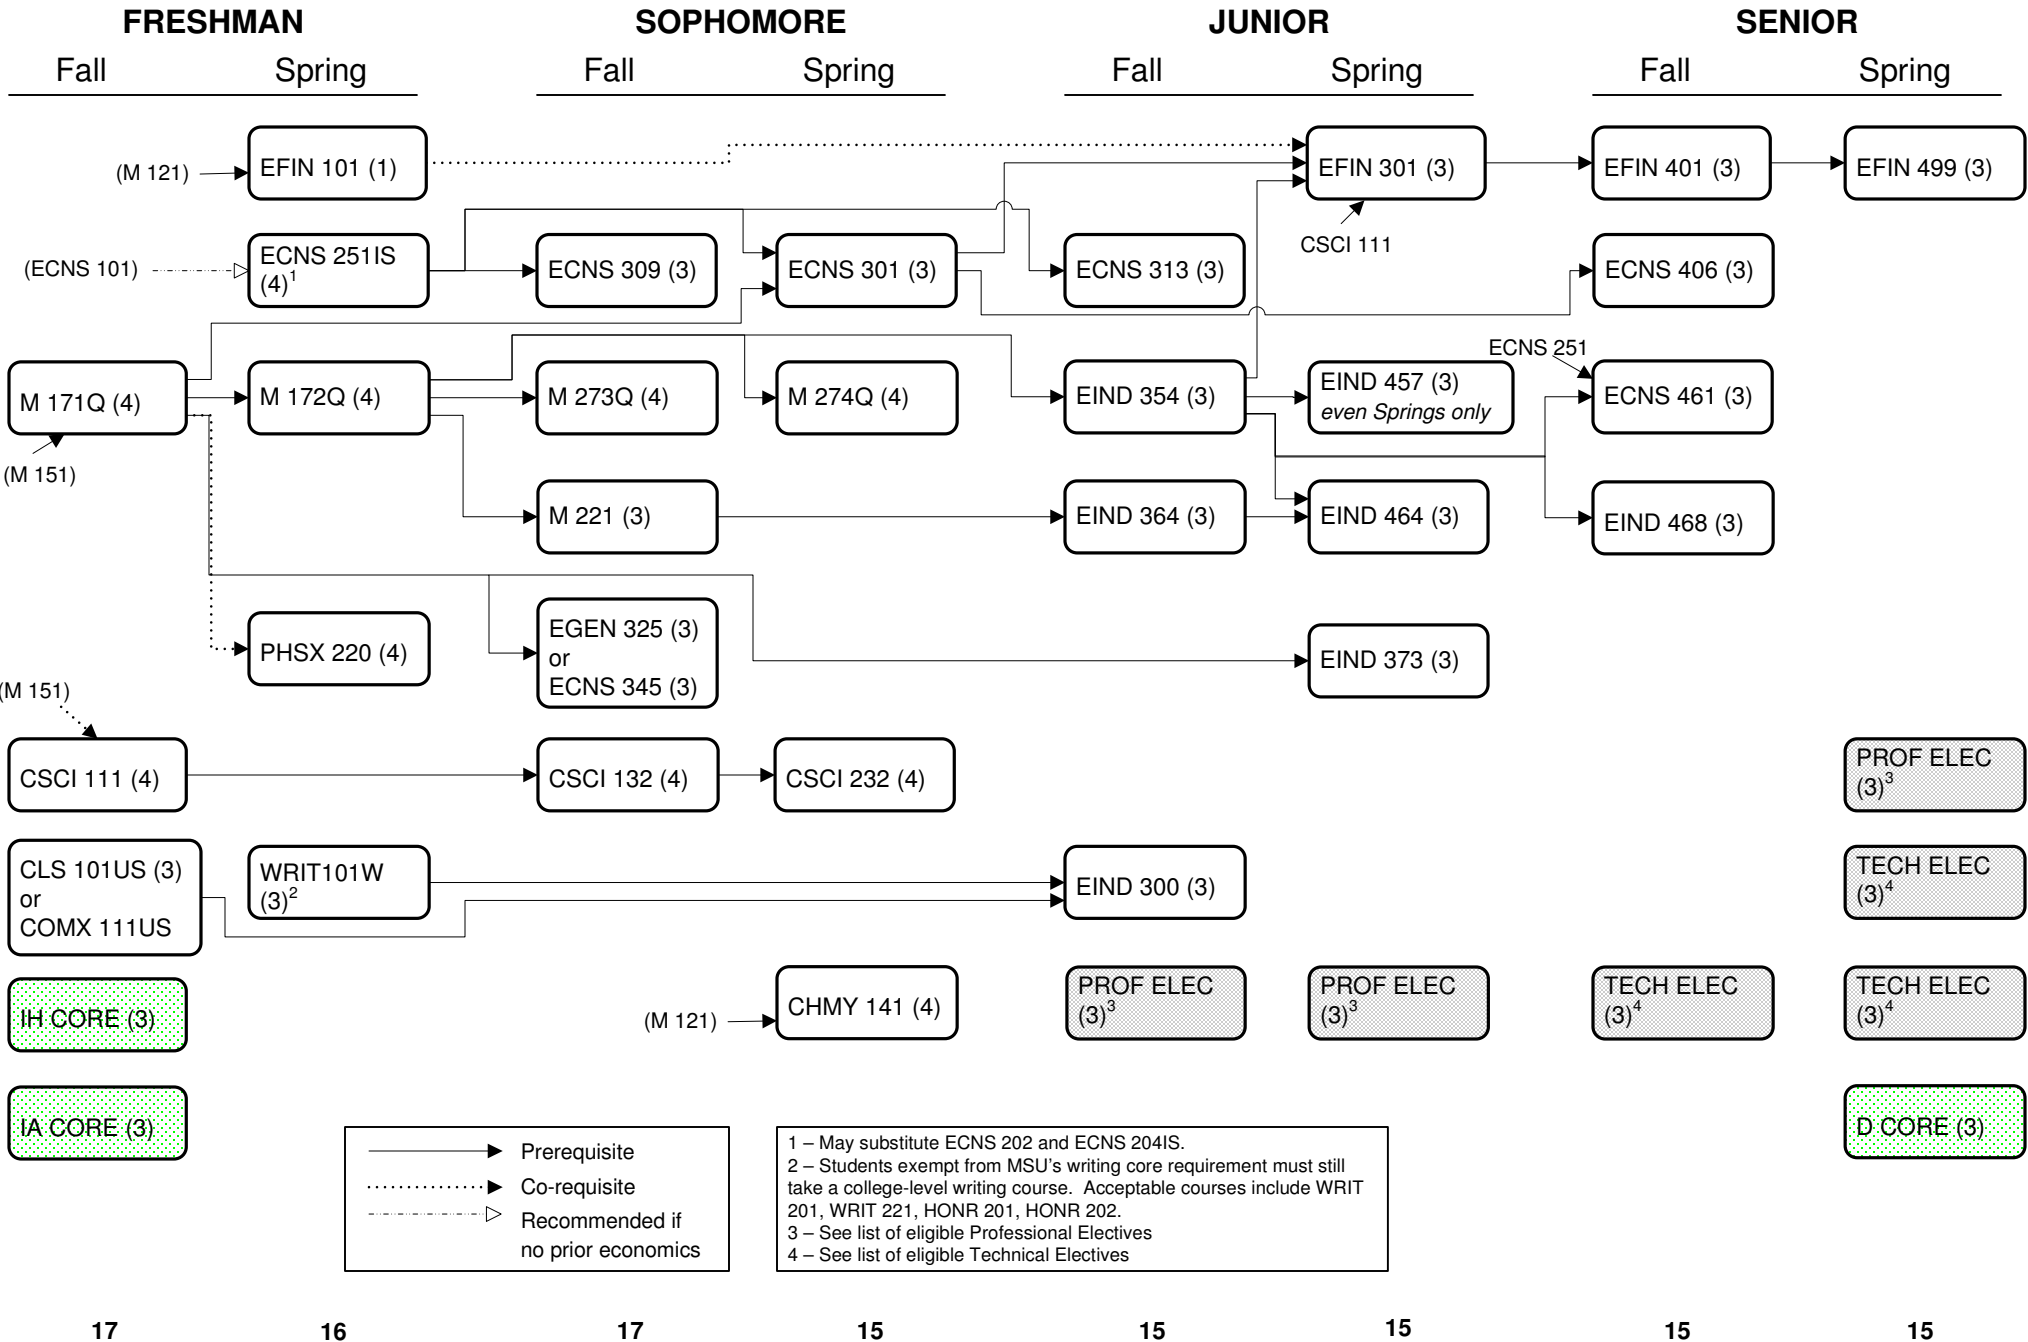 FRESHMAN
SOPHOMORE
JUNIOR
SENIOR
Fall
Spring
Fall
Spring
Fall
Spring
Fall
Spring
(M 121)
EFIN 101 (1)
EFIN 301 (3)
EFIN 401 (3)
EFIN 499 (3)
CSCI 111
(ECNS 101)
ECNS 251IS
(4)1
ECNS 309 (3)
ECNS 301 (3)
ECNS 313 (3)
ECNS 406 (3)
ECNS 251
M 171Q (4)
M 172Q (4)
M 273Q (4)
M 274Q (4)
EIND 354 (3)
EIND 457 (3)
even Springs only
ECNS 461 (3)
(M 151)
M 221 (3)
EIND 364 (3)
EIND 464 (3)
EIND 468 (3)
PHSX 220 (4)
EGEN 325 (3)
or
ECNS 345 (3)
EIND 373 (3)
(M 151)
CSCI 111 (4)
CSCI 132 (4)
CSCI 232 (4)
PROF ELEC
(3)3
CLS 101US (3)
or
COMX 111US
WRIT101W
(3)2
EIND 300 (3)
TECH ELEC
(3)4
IH CORE (3)
(M 121)
CHMY 141 (4)
PROF ELEC
(3)3
PROF ELEC
(3)3
TECH ELEC
(3)4
TECH ELEC
(3)4
IA CORE (3)
D CORE (3)
Prerequisite
Co-requisite
Recommended if
no prior economics
1 – May substitute ECNS 202 and ECNS 204IS.
2 – Students exempt from MSU's writing core requirement must still
take a college-level writing course.  Acceptable courses include WRIT
201, WRIT 221, HONR 201, HONR 202.
3 – See list of eligible Professional Electives
4 – See list of eligible Technical Electives
17
16
17
15
15
15
15
15